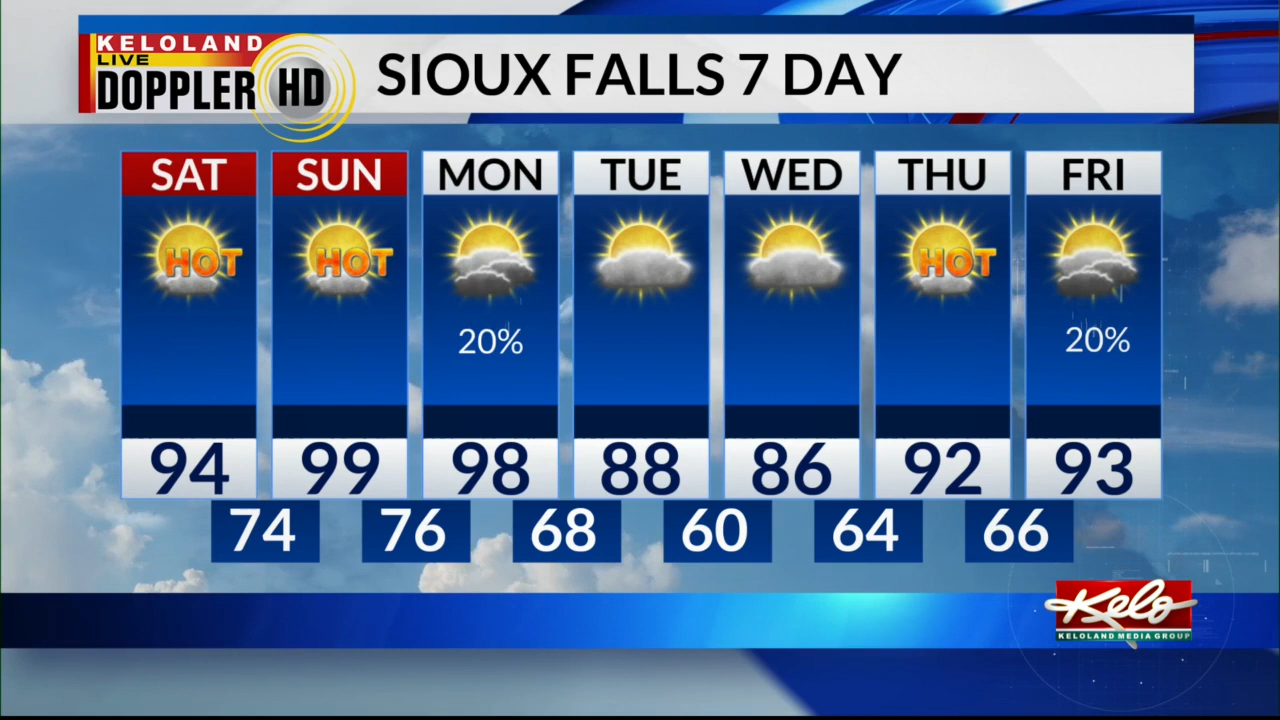 KELOLAND
LIVE
DOPPLER HD
SIOUX FALLS 7 DAY
SAT SUN MON TUE WED THU FRI
HOT HOT HOT
20% 20%
94 99 98 88 86 92 93
74 76 68 60 64 66
Kelo
KELOLAND MEDIA GROUP